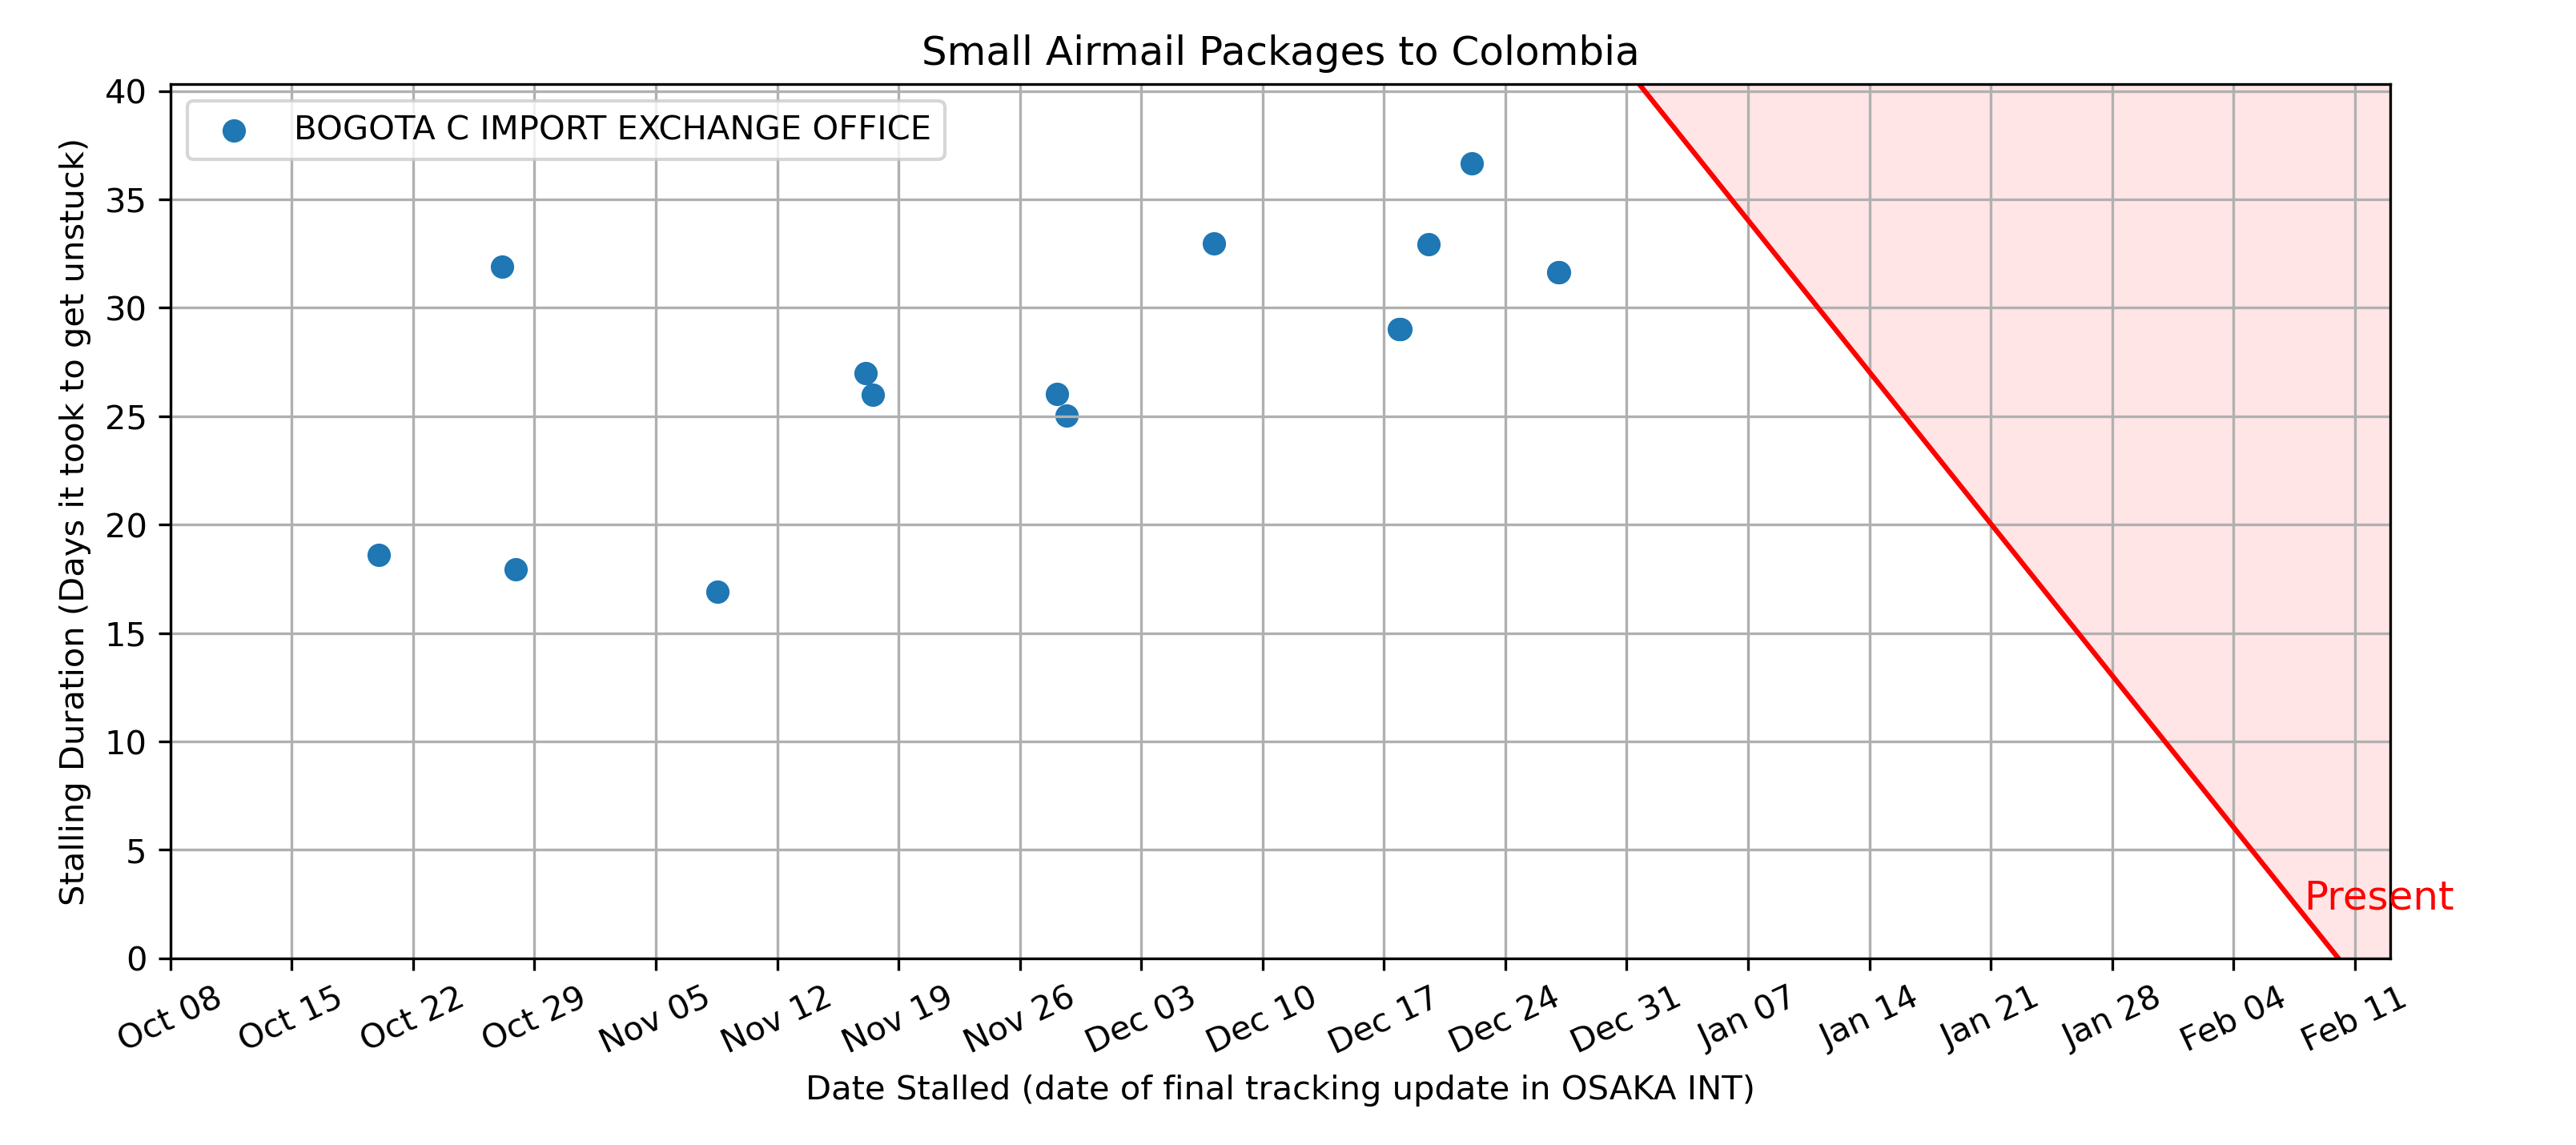 Small Airmail Packages to Colombia
BOGOTA C IMPORT EXCHANGE OFFICE
Stalling Duration (Days it took to get unstuck)
40
35
30
25
20
15
10
5
0
Present
Oct 08
Oct 15
Oct 22
Oct 29
Nov 05
Nov 12
Nov 19
Nov 26
Dec 03
Dec 10
Dec 17
Dec 24
Dec 31
Jan 07
Jan 14
Jan 21
Jan 28
Feb 04
Feb 11
Date Stalled (date of final tracking update in OSAKA INT)